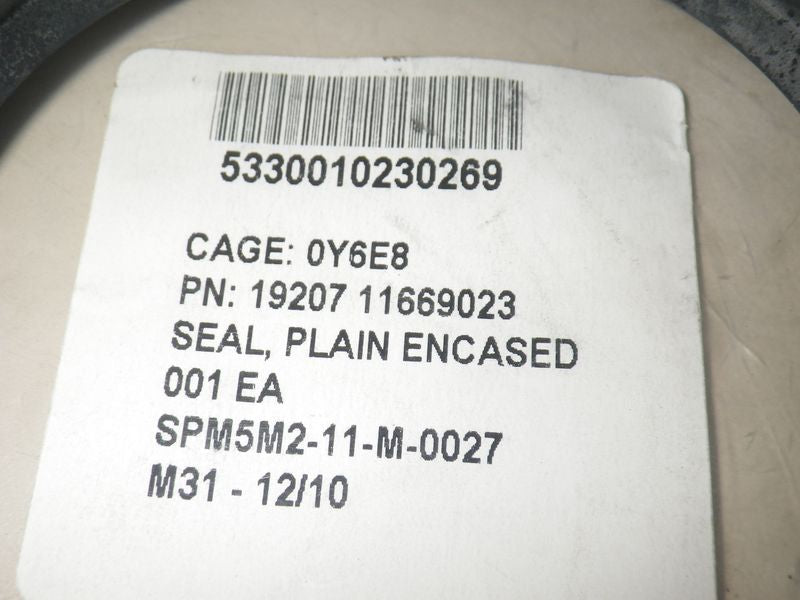 5330010230269
CAGE: 0Y6E8
PN: 19207 11669023
SEAL, PLAIN ENCASED
001 EA
SPM5M2-11-M-0027
M31 - 12/10